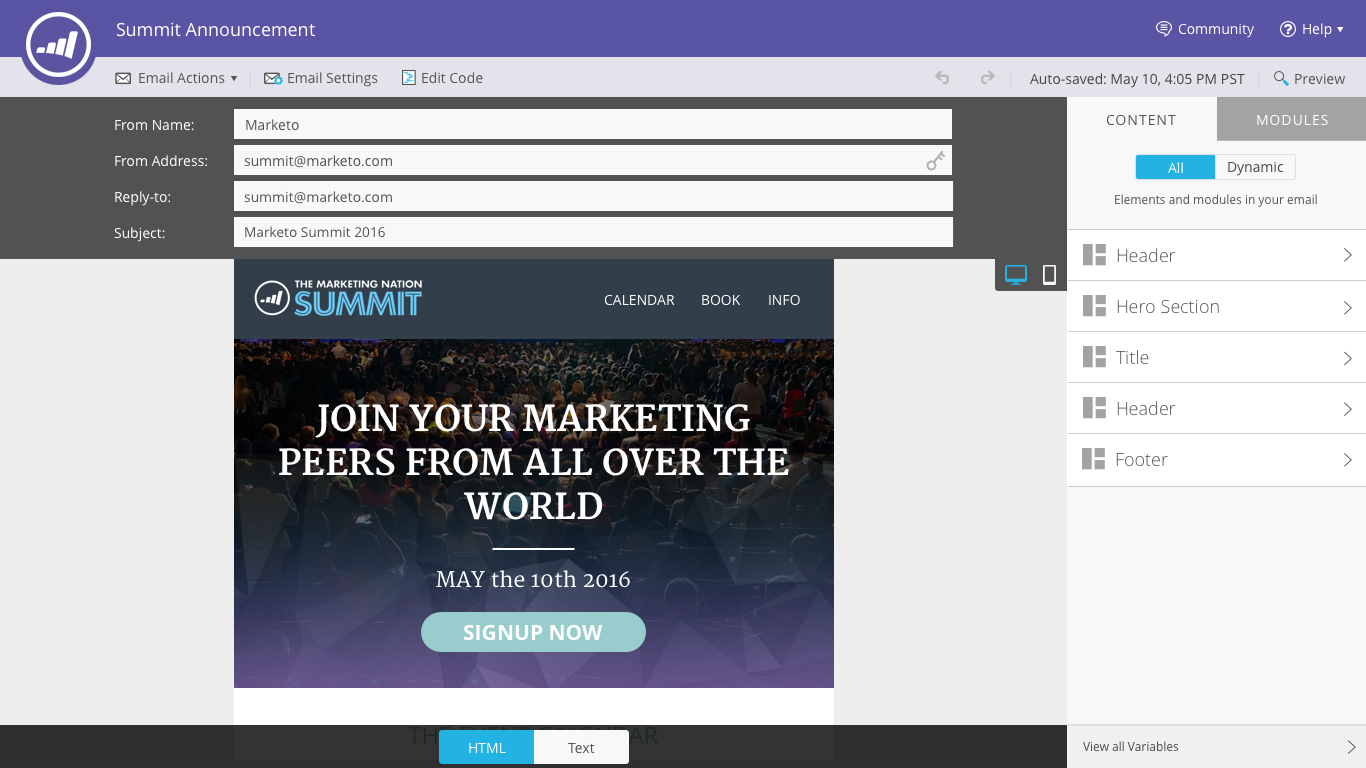 Summit Announcement
Community
Help
Email Actions
Email Settings
Edit Code
Auto-saved: May 10, 4:05 PM PST
Preview
From Name:
Marketo
From Address:
summit@marketo.com
Reply-to:
summit@marketo.com
Subject:
Marketo Summit 2016
THE MARKETING NATION
SUMMIT
CALENDAR
BOOK
INFO
JOIN YOUR MARKETING
PEERS FROM ALL OVER THE
WORLD
MAY the 10th 2016
SIGNUP NOW
HTML
Text
CONTENT
MODULES
All
Dynamic
Elements and modules in your email
Header
Hero Section
Title
Header
Footer
View all Variables